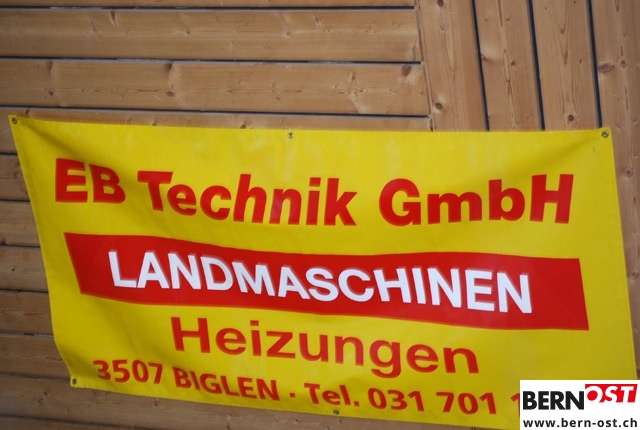 EB Technik GmbH
LANDMASCHINEN
Heizungen
3507 BIGLEN · Tel. 031 701
BERNOST
www.bern-ost.ch